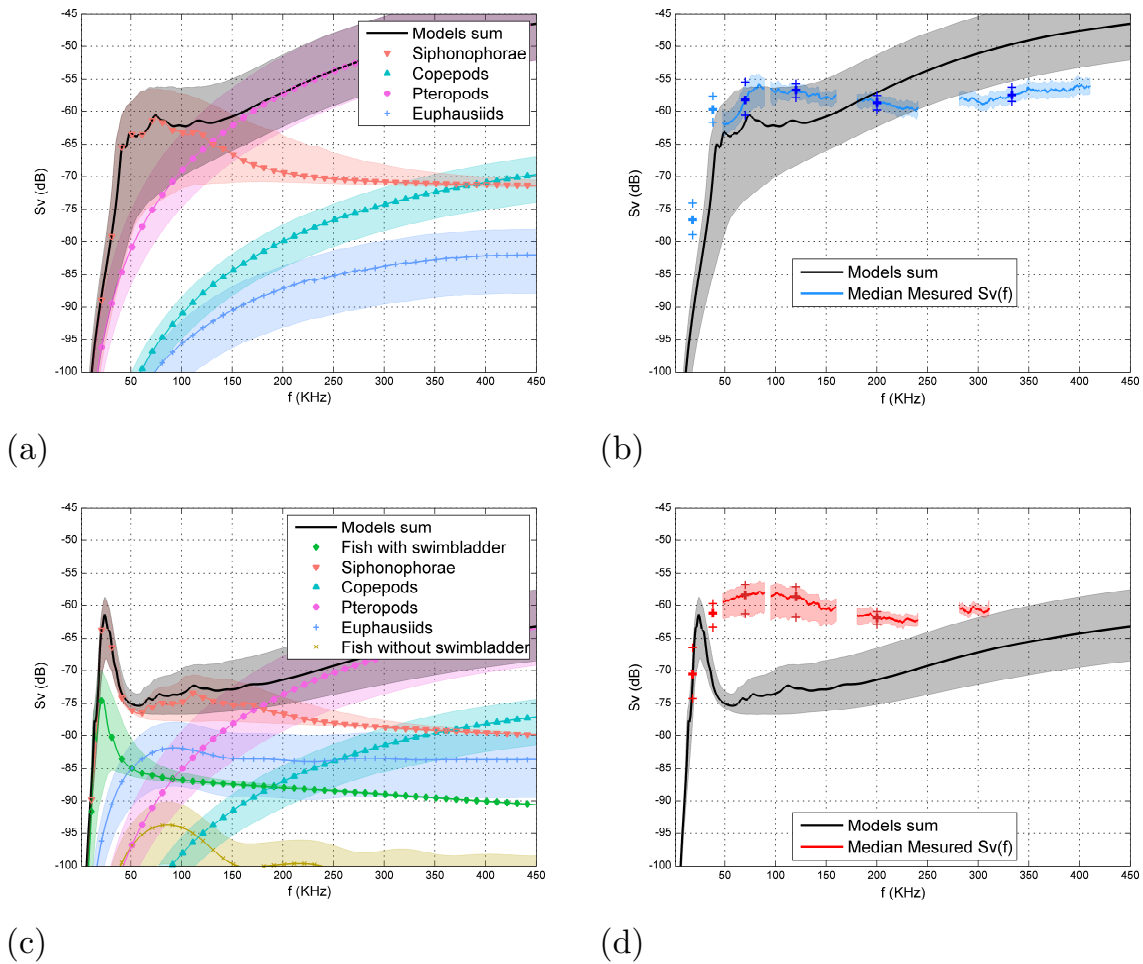 -45
-50
-55
-60
-65
-70
-75
-80
-85
-90
-95
-100
Sv (dB)
Models sum
Siphonophorae
Copepods
Pteropods
Euphausiids
50 100 150 200 250 300 350 400 450
f (KHz)
(a)
-45
-50
-55
-60
-65
-70
-75
-80
-85
-90
-95
-100
Sv (dB)
Models sum
Median Mesured Sv(f)
50 100 150 200 250 300 350 400 450
f (KHz)
(b)
-45
-50
-55
-60
-65
-70
-75
-80
-85
-90
-95
-100
Sv (dB)
Models sum
Fish with swimbladder
Siphonophorae
Copepods
Pteropods
Euphausiids
Fish without swimbladder
50 100 150 200 250 300 350 400 450
f (KHz)
(c)
-45
-50
-55
-60
-65
-70
-75
-80
-85
-90
-95
-100
Sv (dB)
Models sum
Median Mesured Sv(f)
50 100 150 200 250 300 350 400 450
f (KHz)
(d)